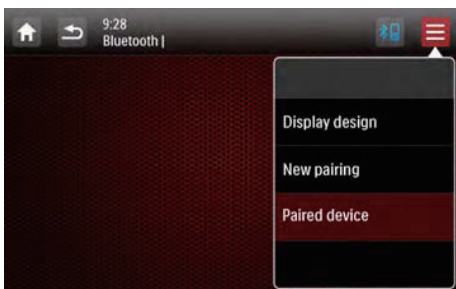 9:28
Bluetooth |
Display design
New pairing
Paired device